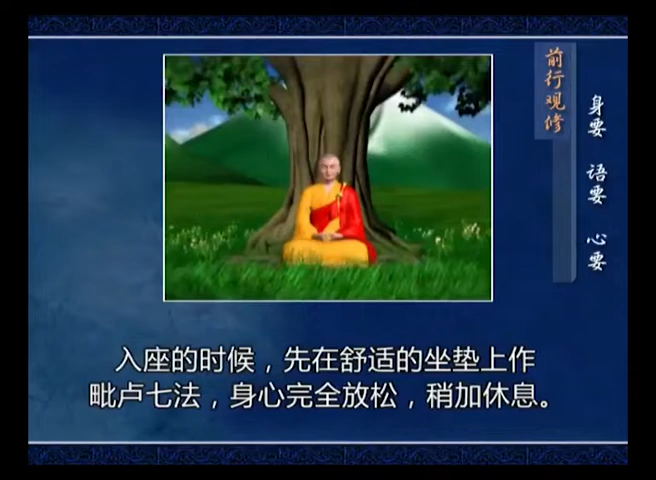 前行观修
身要 语要 心要
入座的时候，先在舒适的坐垫上作
毗卢七法，身心完全放松，稍加休息。